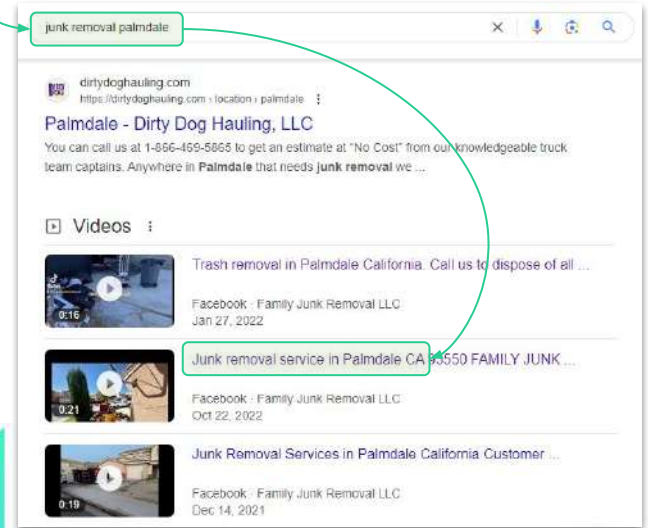 junk removal palmdale
dirtydoghauling.com
https://dirtydoghauling.com › location › palmdale
Palmdale - Dirty Dog Hauling, LLC
You can call us at 1-866-469-5865 to get an estimate at "No Cost" from our knowledgeable truck
team captains. Anywhere in Palmdale that needs junk removal we ...
Videos
Trash removal in Palmdale California. Call us to dispose of all ...
0:16
Facebook · Family Junk Removal LLC
Jan 27, 2022
Junk removal service in Palmdale CA 93550 FAMILY JUNK ...
0:21
Facebook · Family Junk Removal LLC
Oct 22, 2022
Junk Removal Services in Palmdale California Customer ...
0:19
Facebook · Family Junk Removal LLC
Dec 14, 2021